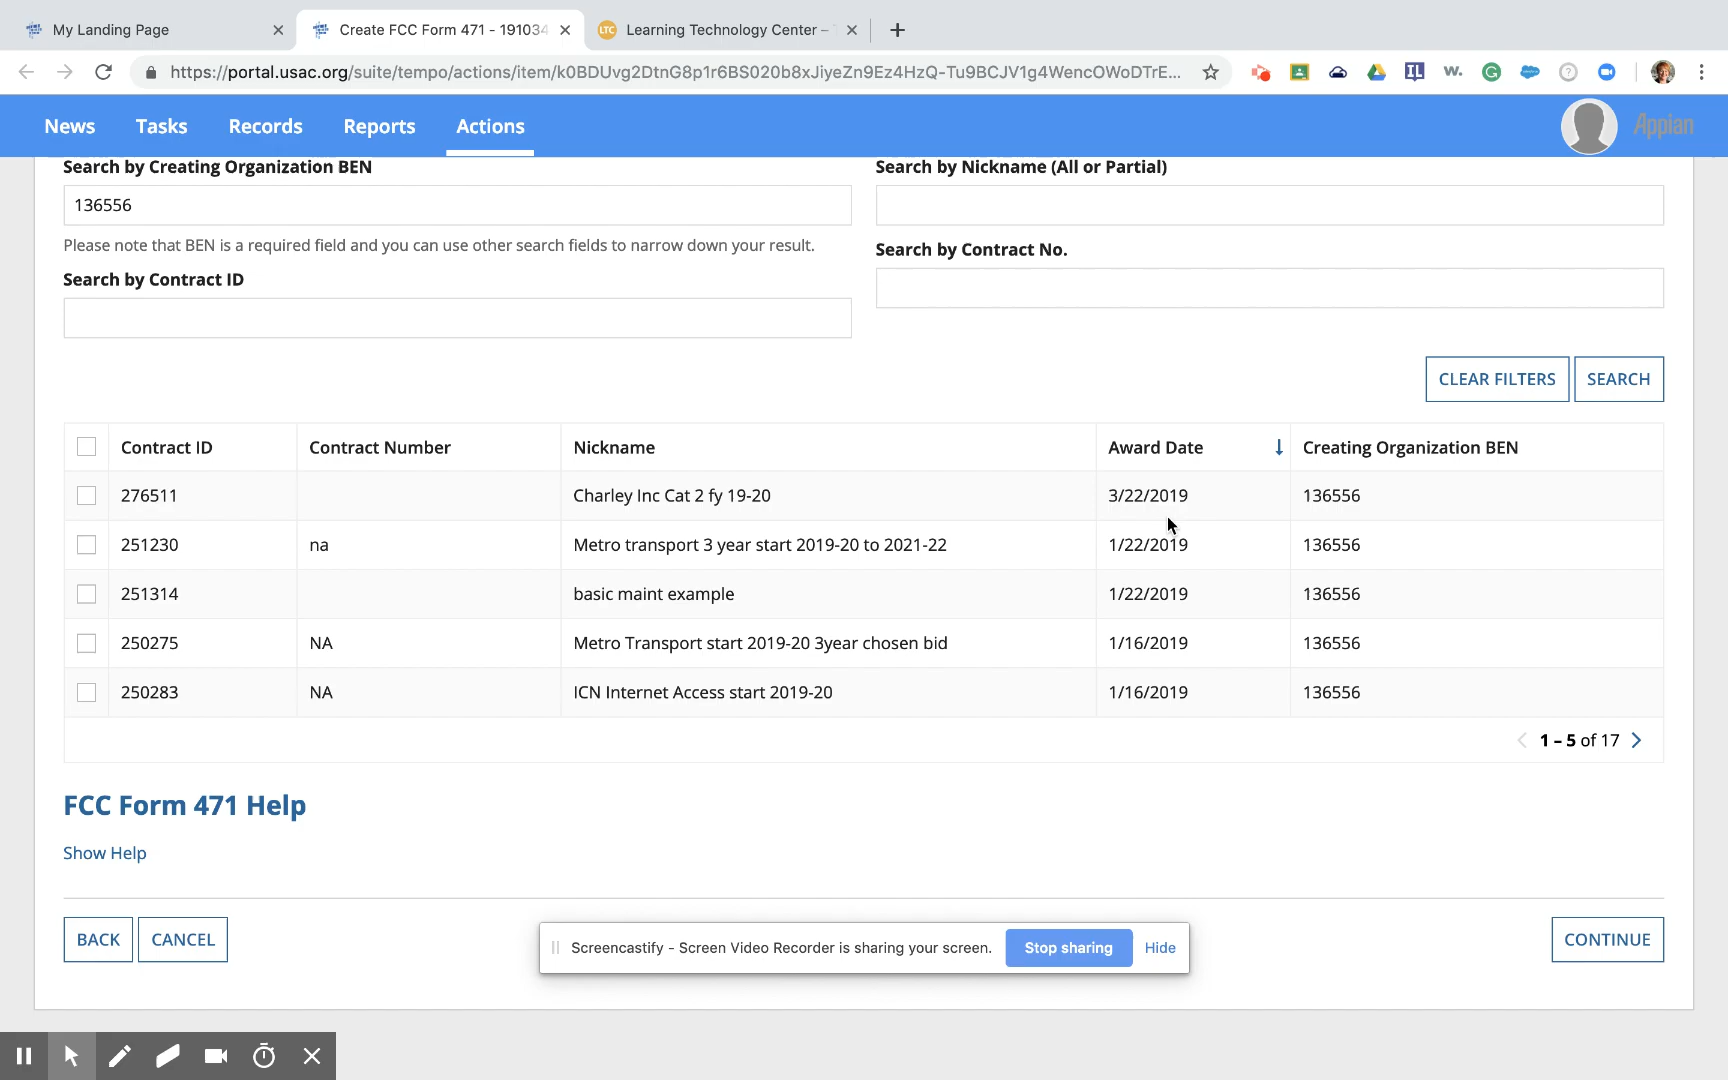 My Landing Page
Create FCC Form 471 - 19103
LTC Learning Technology Center –
https://portal.usac.org/suite/tempo/actions/item/k0BDUvg2DtnG8p1r6BS020b8xJiyeZn9Ez4HzQ-Tu9BCJV1g4WencOWoDTrE...
IL
w.
G
News Tasks Records Reports Actions
Appian
Search by Creating Organization BEN
Search by Nickname (All or Partial)
136556
Please note that BEN is a required field and you can use other search fields to narrow down your result.
Search by Contract No.
Search by Contract ID
CLEAR FILTERS SEARCH
Contract ID Contract Number Nickname Award Date Creating Organization BEN
276511 Charley Inc Cat 2 fy 19-20 3/22/2019 136556
251230 na Metro transport 3 year start 2019-20 to 2021-22 1/22/2019 136556
251314 basic maint example 1/22/2019 136556
250275 NA Metro Transport start 2019-20 3year chosen bid 1/16/2019 136556
250283 NA ICN Internet Access start 2019-20 1/16/2019 136556
1 – 5 of 17
FCC Form 471 Help
Show Help
BACK CANCEL
Screencastify - Screen Video Recorder is sharing your screen. Stop sharing Hide
CONTINUE